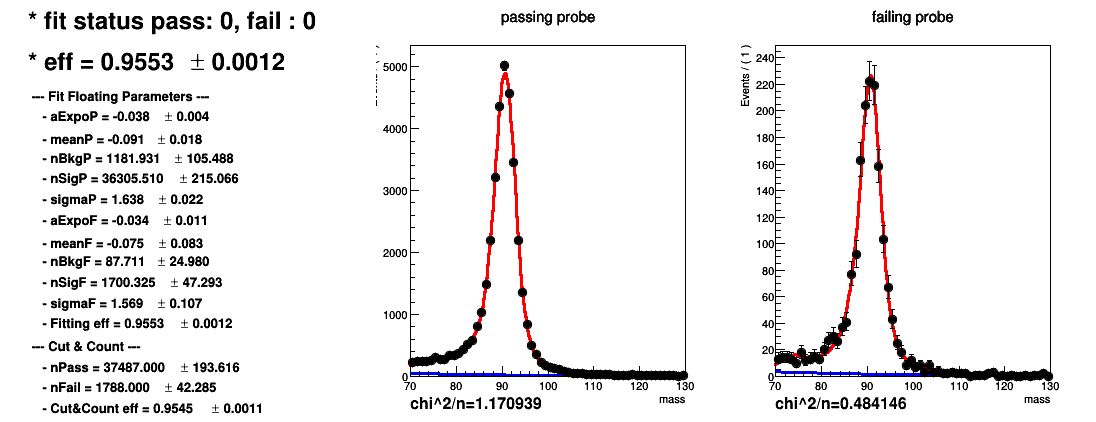 * fit status pass: 0, fail : 0
* eff = 0.9553 ± 0.0012
--- Fit Floating Parameters ---
- aExpoP = -0.038 ± 0.004
- meanP = -0.091 ± 0.018
- nBkgP = 1181.931 ± 105.488
- nSigP = 36305.510 ± 215.066
- sigmaP = 1.638 ± 0.022
- aExpoF = -0.034 ± 0.011
- meanF = -0.075 ± 0.083
- nBkgF = 87.711 ± 24.980
- nSigF = 1700.325 ± 47.293
- sigmaF = 1.569 ± 0.107
- Fitting eff = 0.9553 ± 0.0012
--- Cut & Count ---
- nPass = 37487.000 ± 193.616
- nFail = 1788.000 ± 42.285
- Cut&Count eff = 0.9545 ± 0.0011
passing probe
5000
4000
3000
2000
1000
0
70 80 90 100 110 120 130
mass
chi^2/n=1.170939
failing probe
Events / ( 1 )
240
220
200
180
160
140
120
100
80
60
40
20
0
70 80 90 100 110 120 130
mass
chi^2/n=0.484146